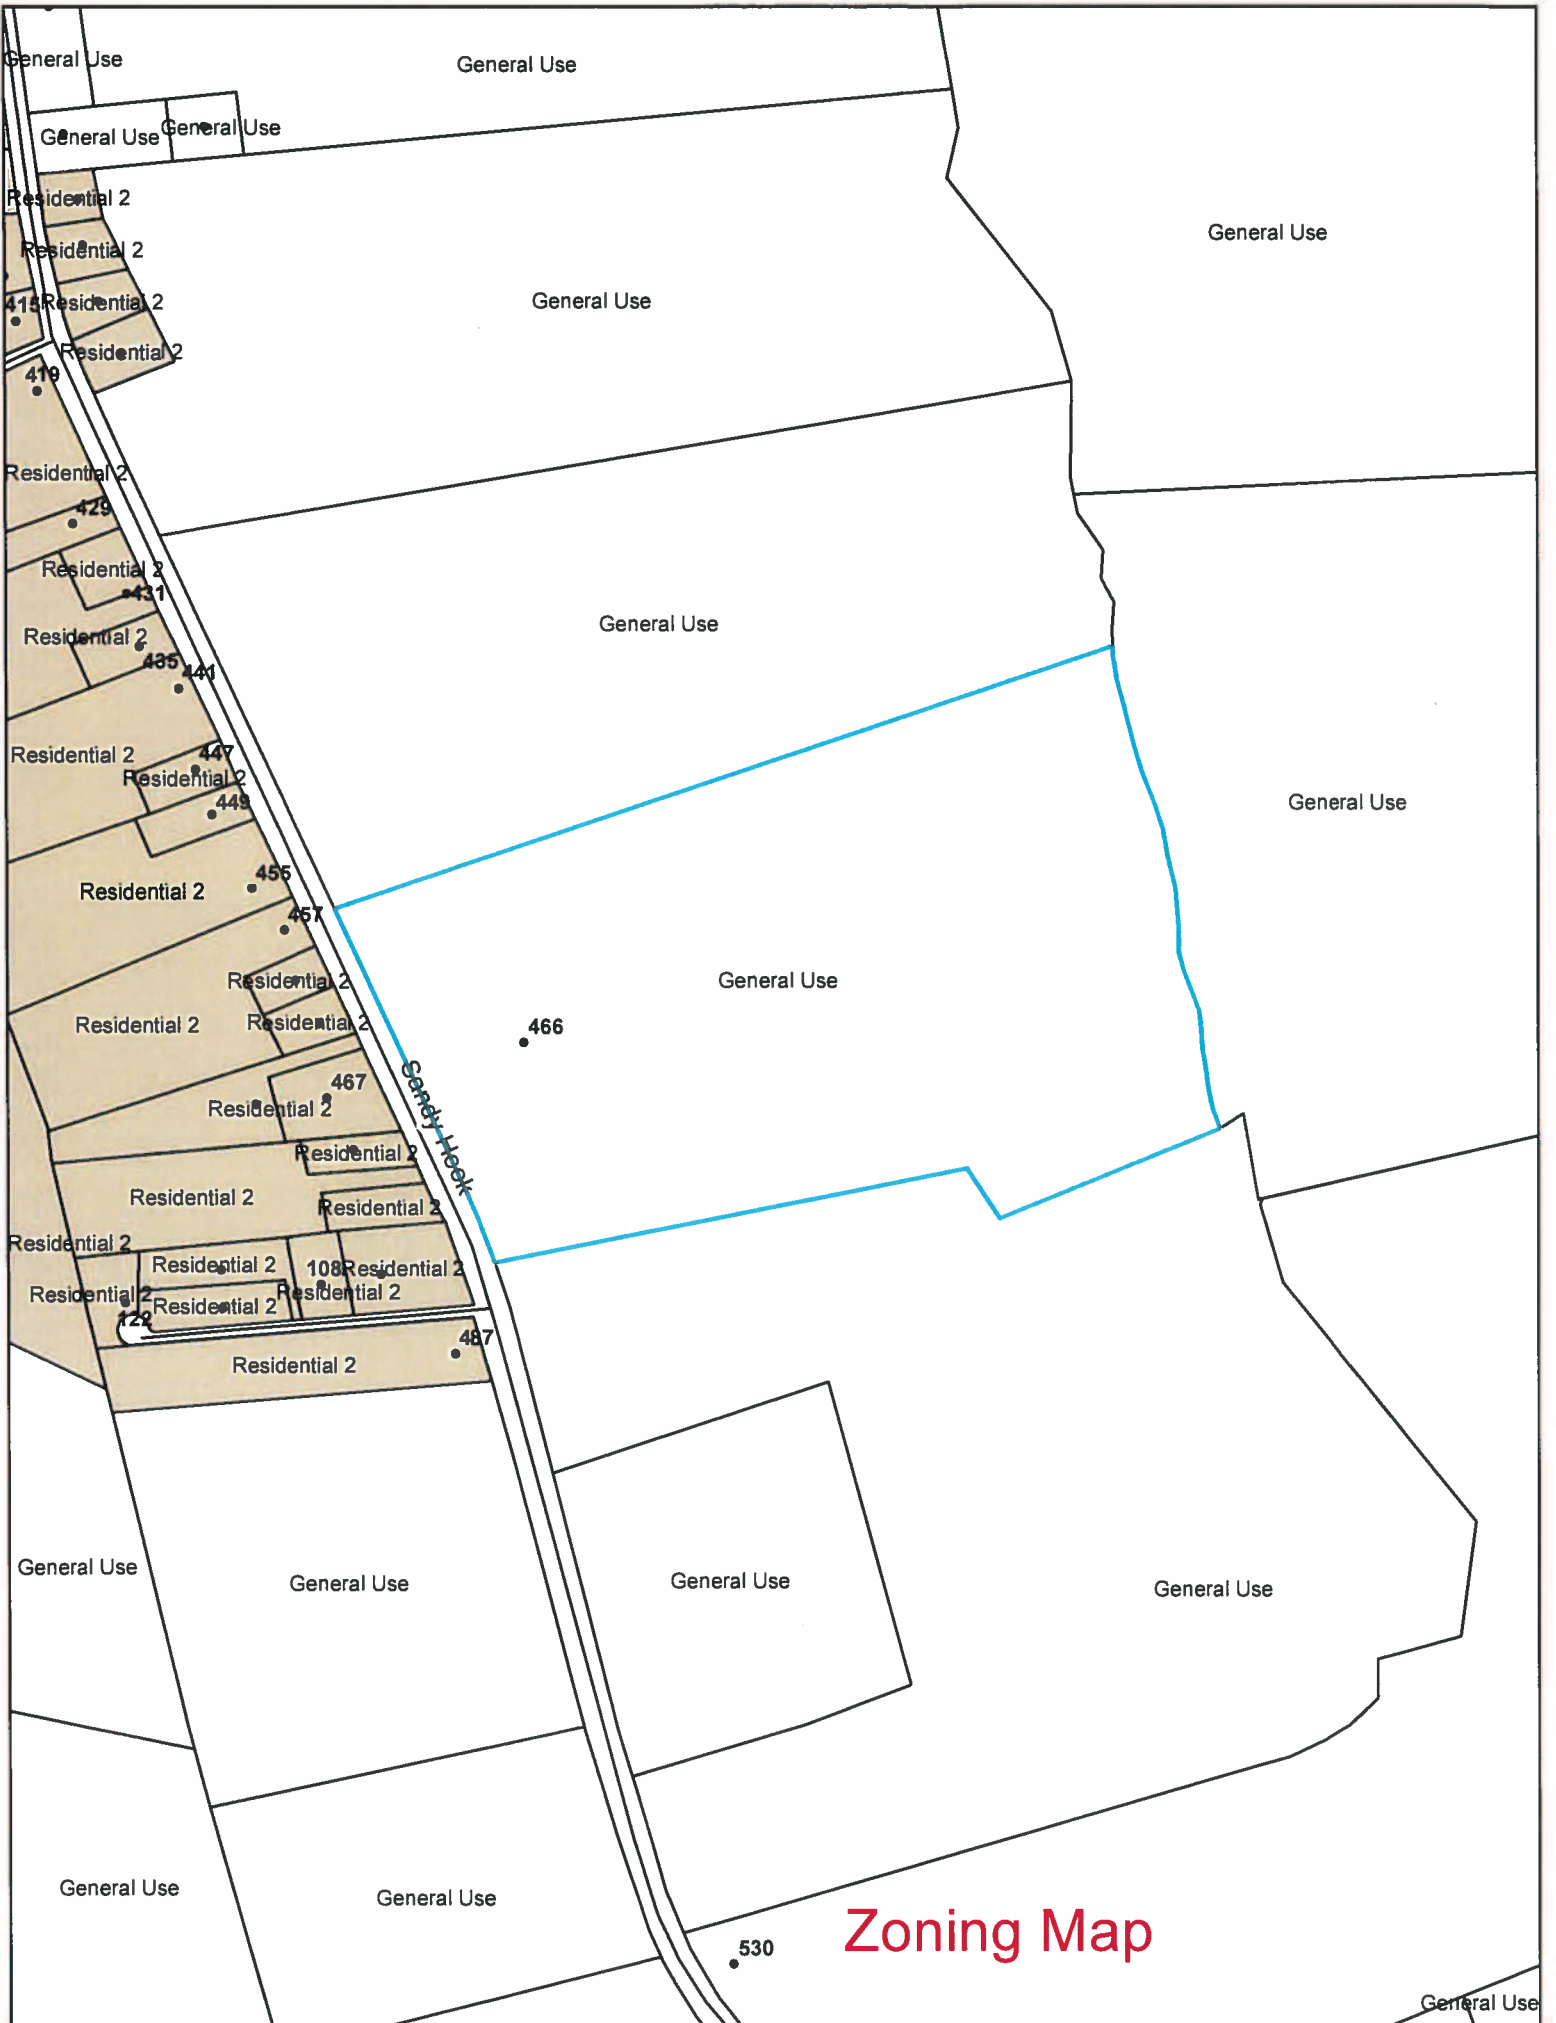 General Use
General Use
General Use
General Use
Residential 2
General Use
Residential 2
415
Residential 2
General Use
Residential 2
419
Residential 2
429
Residential 2
431
General Use
Residential 2
435
441
447
Residential 2
Residential 2
449
General Use
455
Residential 2
457
Residential 2
General Use
Residential 2
Residential 2
466
Sandy Hook
467
Residential 2
Residential 2
Residential 2
Residential 2
Residential 2
Residential 2
108
Residential 2
Residential 2
Residential 2
Residential 2
122
487
Residential 2
General Use
General Use
General Use
General Use
General Use
General Use
Zoning Map
530
General Use